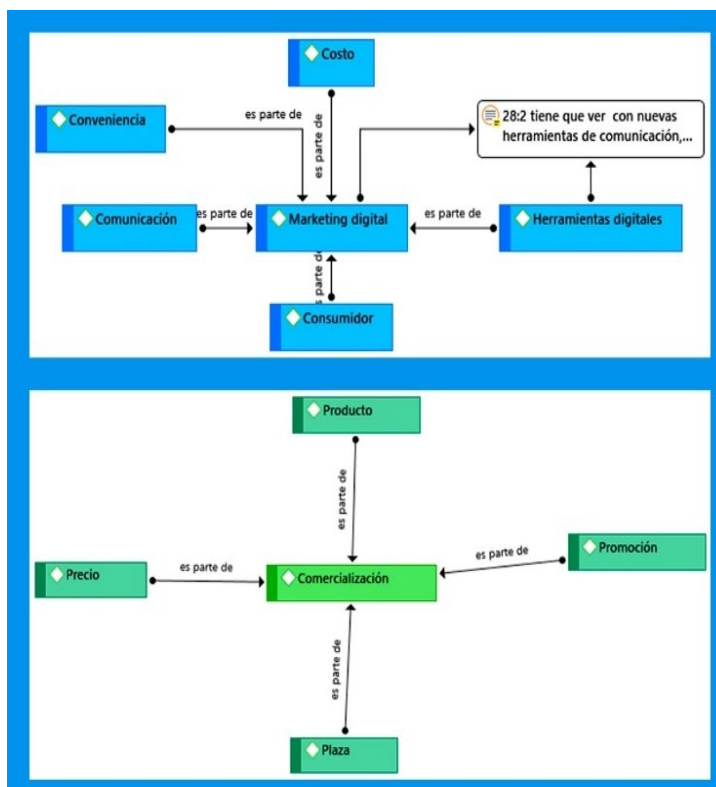 Costo
Conveniencia
es parte de
es parte de
28:2 tiene que ver con nuevas
herramientas de comunicación,...
Comunicación
es parte de
Marketing digital
es parte de
Herramientas digitales
es parte de
Consumidor
Producto
es parte de
Precio
es parte de
Comercialización
es parte de
Promoción
es parte de
Plaza